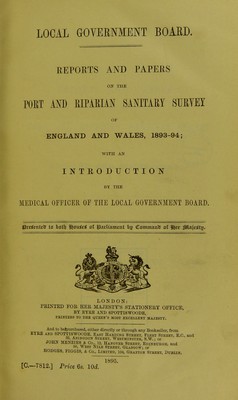 LOCAL GOVERNMENT BOARD.
REPORTS AND PAPERS
ON THE
PORT AND RIPARIAN SANITARY SURVEY
OF
ENGLAND AND WALES, 1893-94;
WITH AN
INTRODUCTION
BY THE
MEDICAL OFFICER OF THE LOCAL GOVERNMENT BOARD.
Presented to both Houses of Parliament by Command of Her Majesty.
LONDON:
PRINTED FOR HER MAJESTY'S STATIONERY OFFICE,
BY EYRE AND SPOTTISWOODE,
PRINTERS TO THE QUEEN'S MOST EXCELLENT MAJESTY.
And to be purchased, either directly or through any Bookseller, from
EYRE AND SPOTTISWOODE, EAST HARDING STREET, FLEET STREET, E.C., and
32, ABINGDON STREET, WESTMINSTER, S.W.; or
JOHN MENZIES & Co., 12, HANOVER STREET, EDINBURGH, and
90, WEST NILE STREET, GLASGOW; or
HODGES, FIGGIS, & Co., LIMITED, 104, GRAFTON STREET, DUBLIN.
1895.
[C.—7812.] Price 6s. 10d.